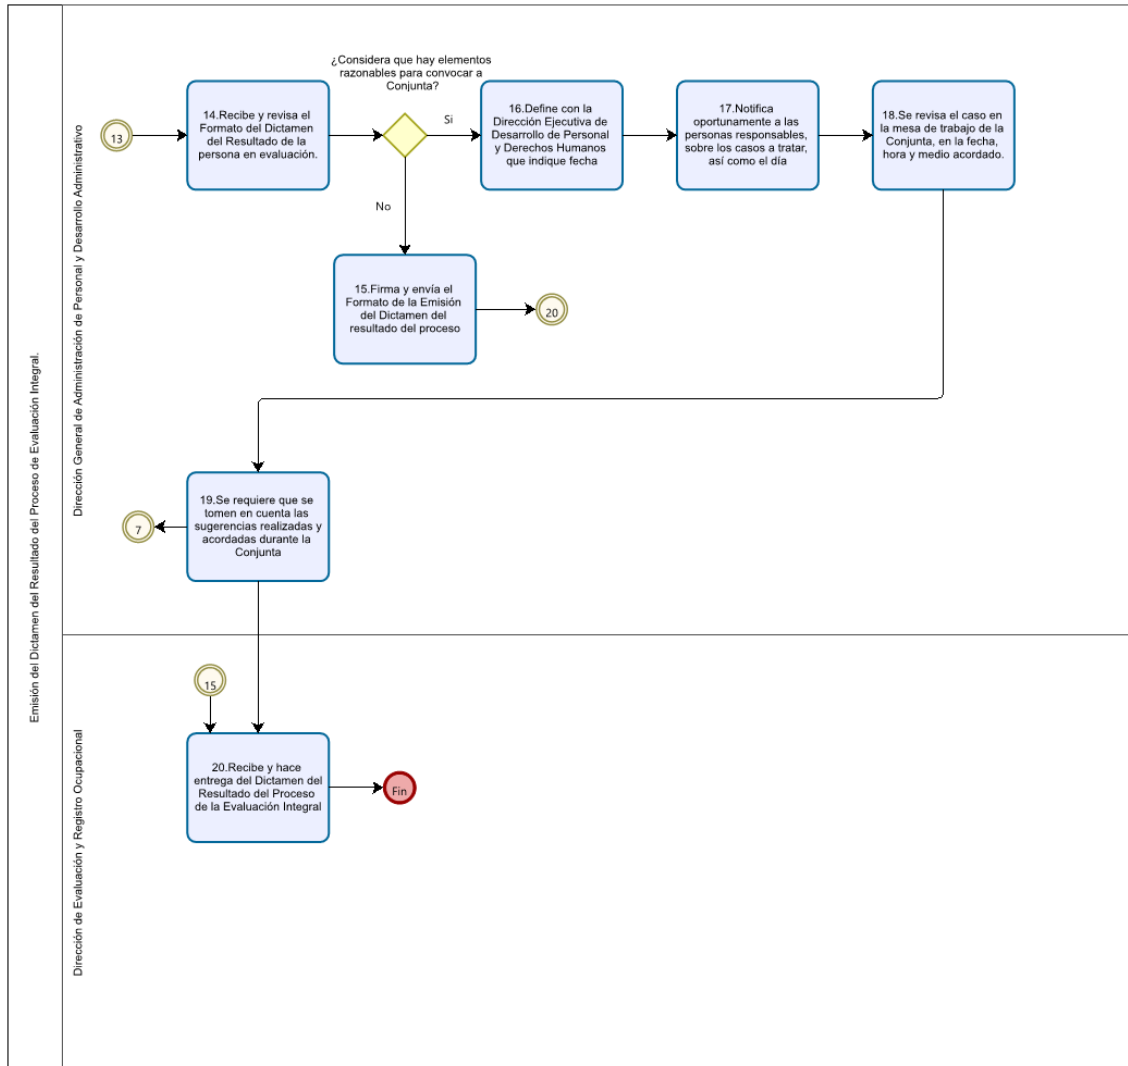 Emisión del Dictamen del Resultado del Proceso de Evaluación Integral.
Dirección General de Administración de Personal y Desarrollo Administrativo
13
14.Recibe y revisa el
Formato del Dictamen
del Resultado de la
persona en evaluación.
¿Considera que hay elementos
razonables para convocar a
Conjunta?
Si
No
16.Define con la
Dirección Ejecutiva de
Desarrollo de Personal
y Derechos Humanos
que indique fecha
17.Notifica
oportunamente a las
personas responsables,
sobre los casos a tratar,
así como el día
18.Se revisa el caso en
la mesa de trabajo de la
Conjunta, en la fecha,
hora y medio acordado.
15.Firma y envía el
Formato de la Emisión
del Dictamen del
resultado del proceso
20
19.Se requiere que se
tomen en cuenta las
sugerencias realizadas y
acordadas durante la
Conjunta
7
Dirección de Evaluación y Registro Ocupacional
15
20.Recibe y hace
entrega del Dictamen del
Resultado del Proceso
de la Evaluación Integral
Fin